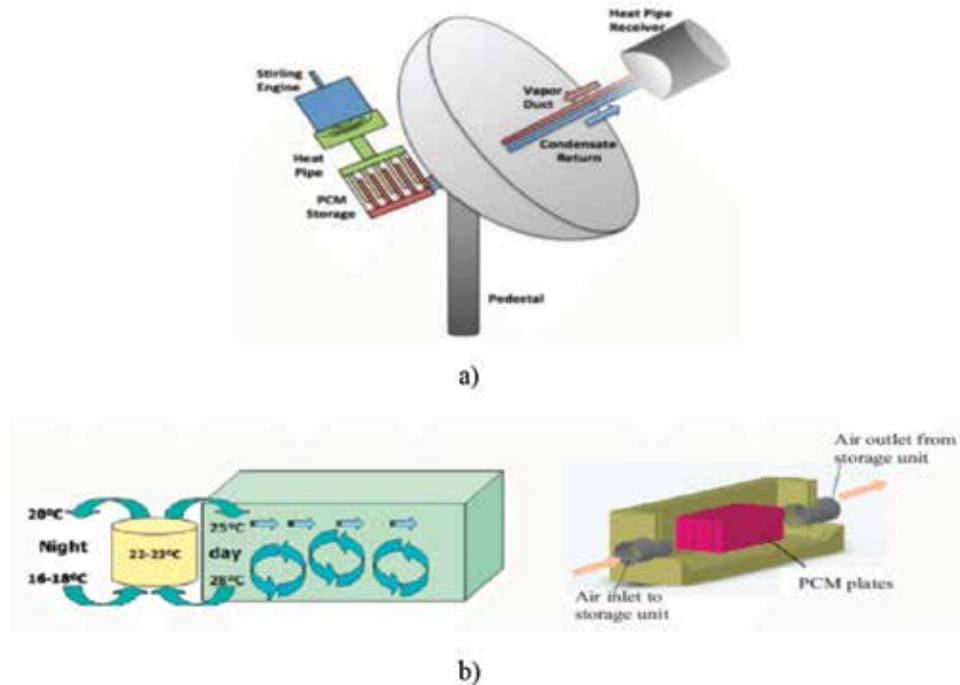 Heat Pipe
Receiver
Stirling
Engine
Vapor
Duct
Condensate
Return
Heat
Pipe
PCM
Storage
Pedestal
a)
Air outlet from
storage unit
20ºC
25ºC
Night
22-23ºC
day
16-18ºC
28ºC
PCM plates
Air inlet to
storage unit
b)